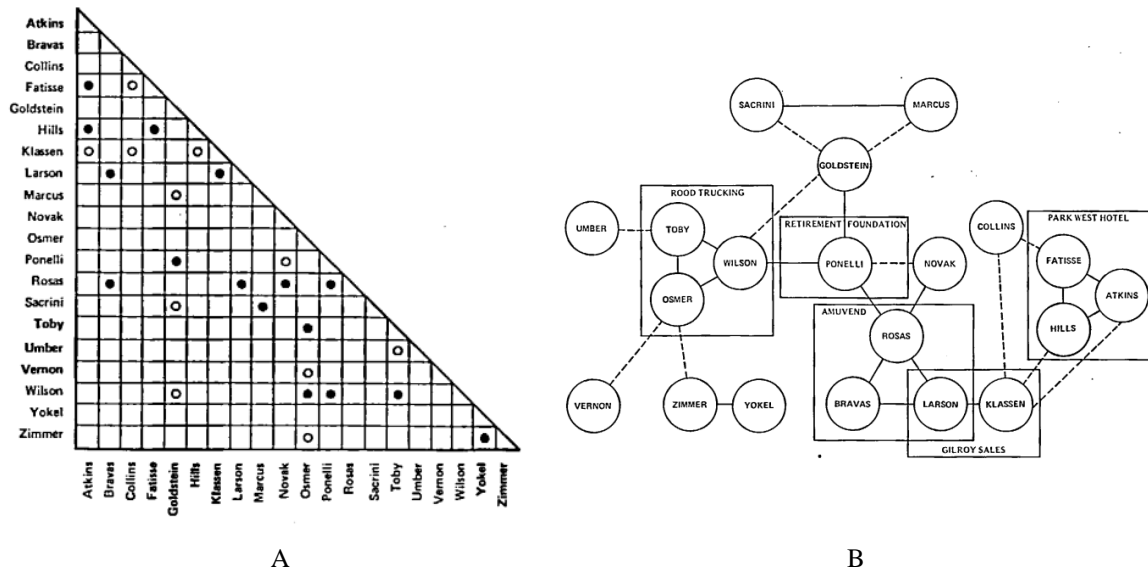 Atkins
Bravas
Collins
Fatisse
Goldstein
Hills
Klassen
Larson
Marcus
Novak
Osmer
Ponelli
Rosas
Sacrini
Toby
Umber
Vernon
Wilson
Yokel
Zimmer
Atkins
Bravas
Collins
Fatisse
Goldstein
Hills
Klassen
Larson
Marcus
Novak
Osmer
Ponelli
Rosas
Sacrini
Toby
Umber
Vernon
Wilson
Yokel
Zimmer
A
SACRINI
MARCUS
GOLDSTEIN
ROOD TRUCKING
UMBER
TOBY
WILSON
OSMER
RETIREMENT FOUNDATION
PONELLI
NOVAK
COLLINS
PARK WEST HOTEL
FATISSE
ATKINS
HILLS
AMUVEND
ROSAS
VERNON
ZIMMER
YOKEL
BRAVAS
LARSON
KLASSEN
GILROY SALES
B